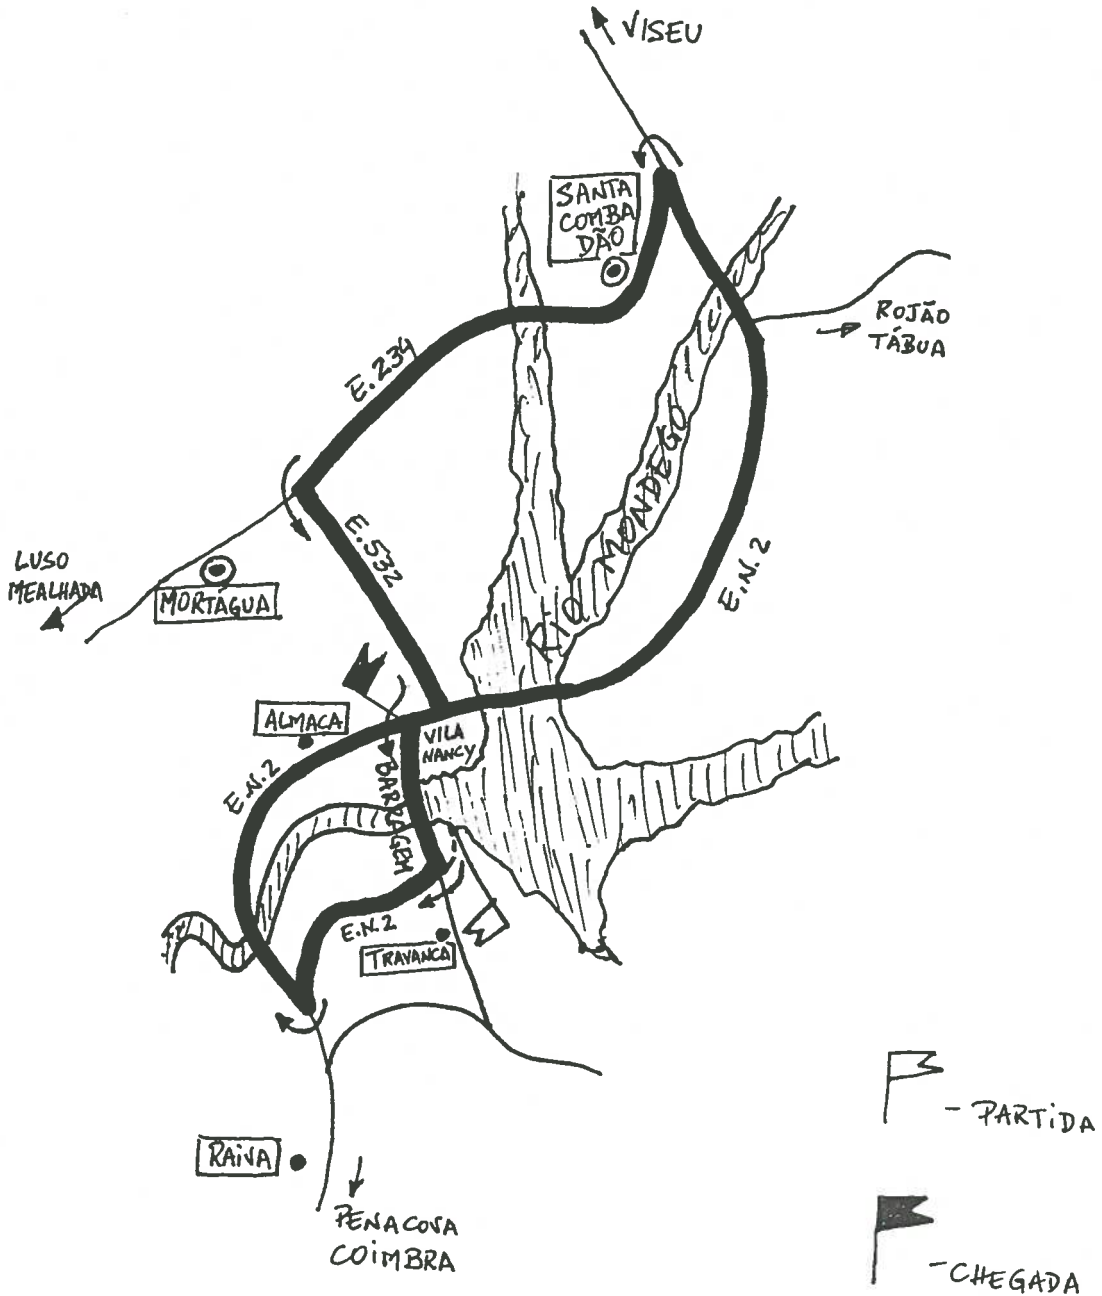 VISEU
SANTA
COMBA
DÃO
ROJÃO
TÁBUA
E.234
RIO MONDEGO
E.532
E.N.2
LUSO
MEALHADA
MORTÁGUA
ALMACA
VILA
NANCY
E.N.2
BARRAGEM
E.N.2
TRAVANCA
RAIVA
PENACOVA
COIMBRA
- PARTIDA
- CHEGADA